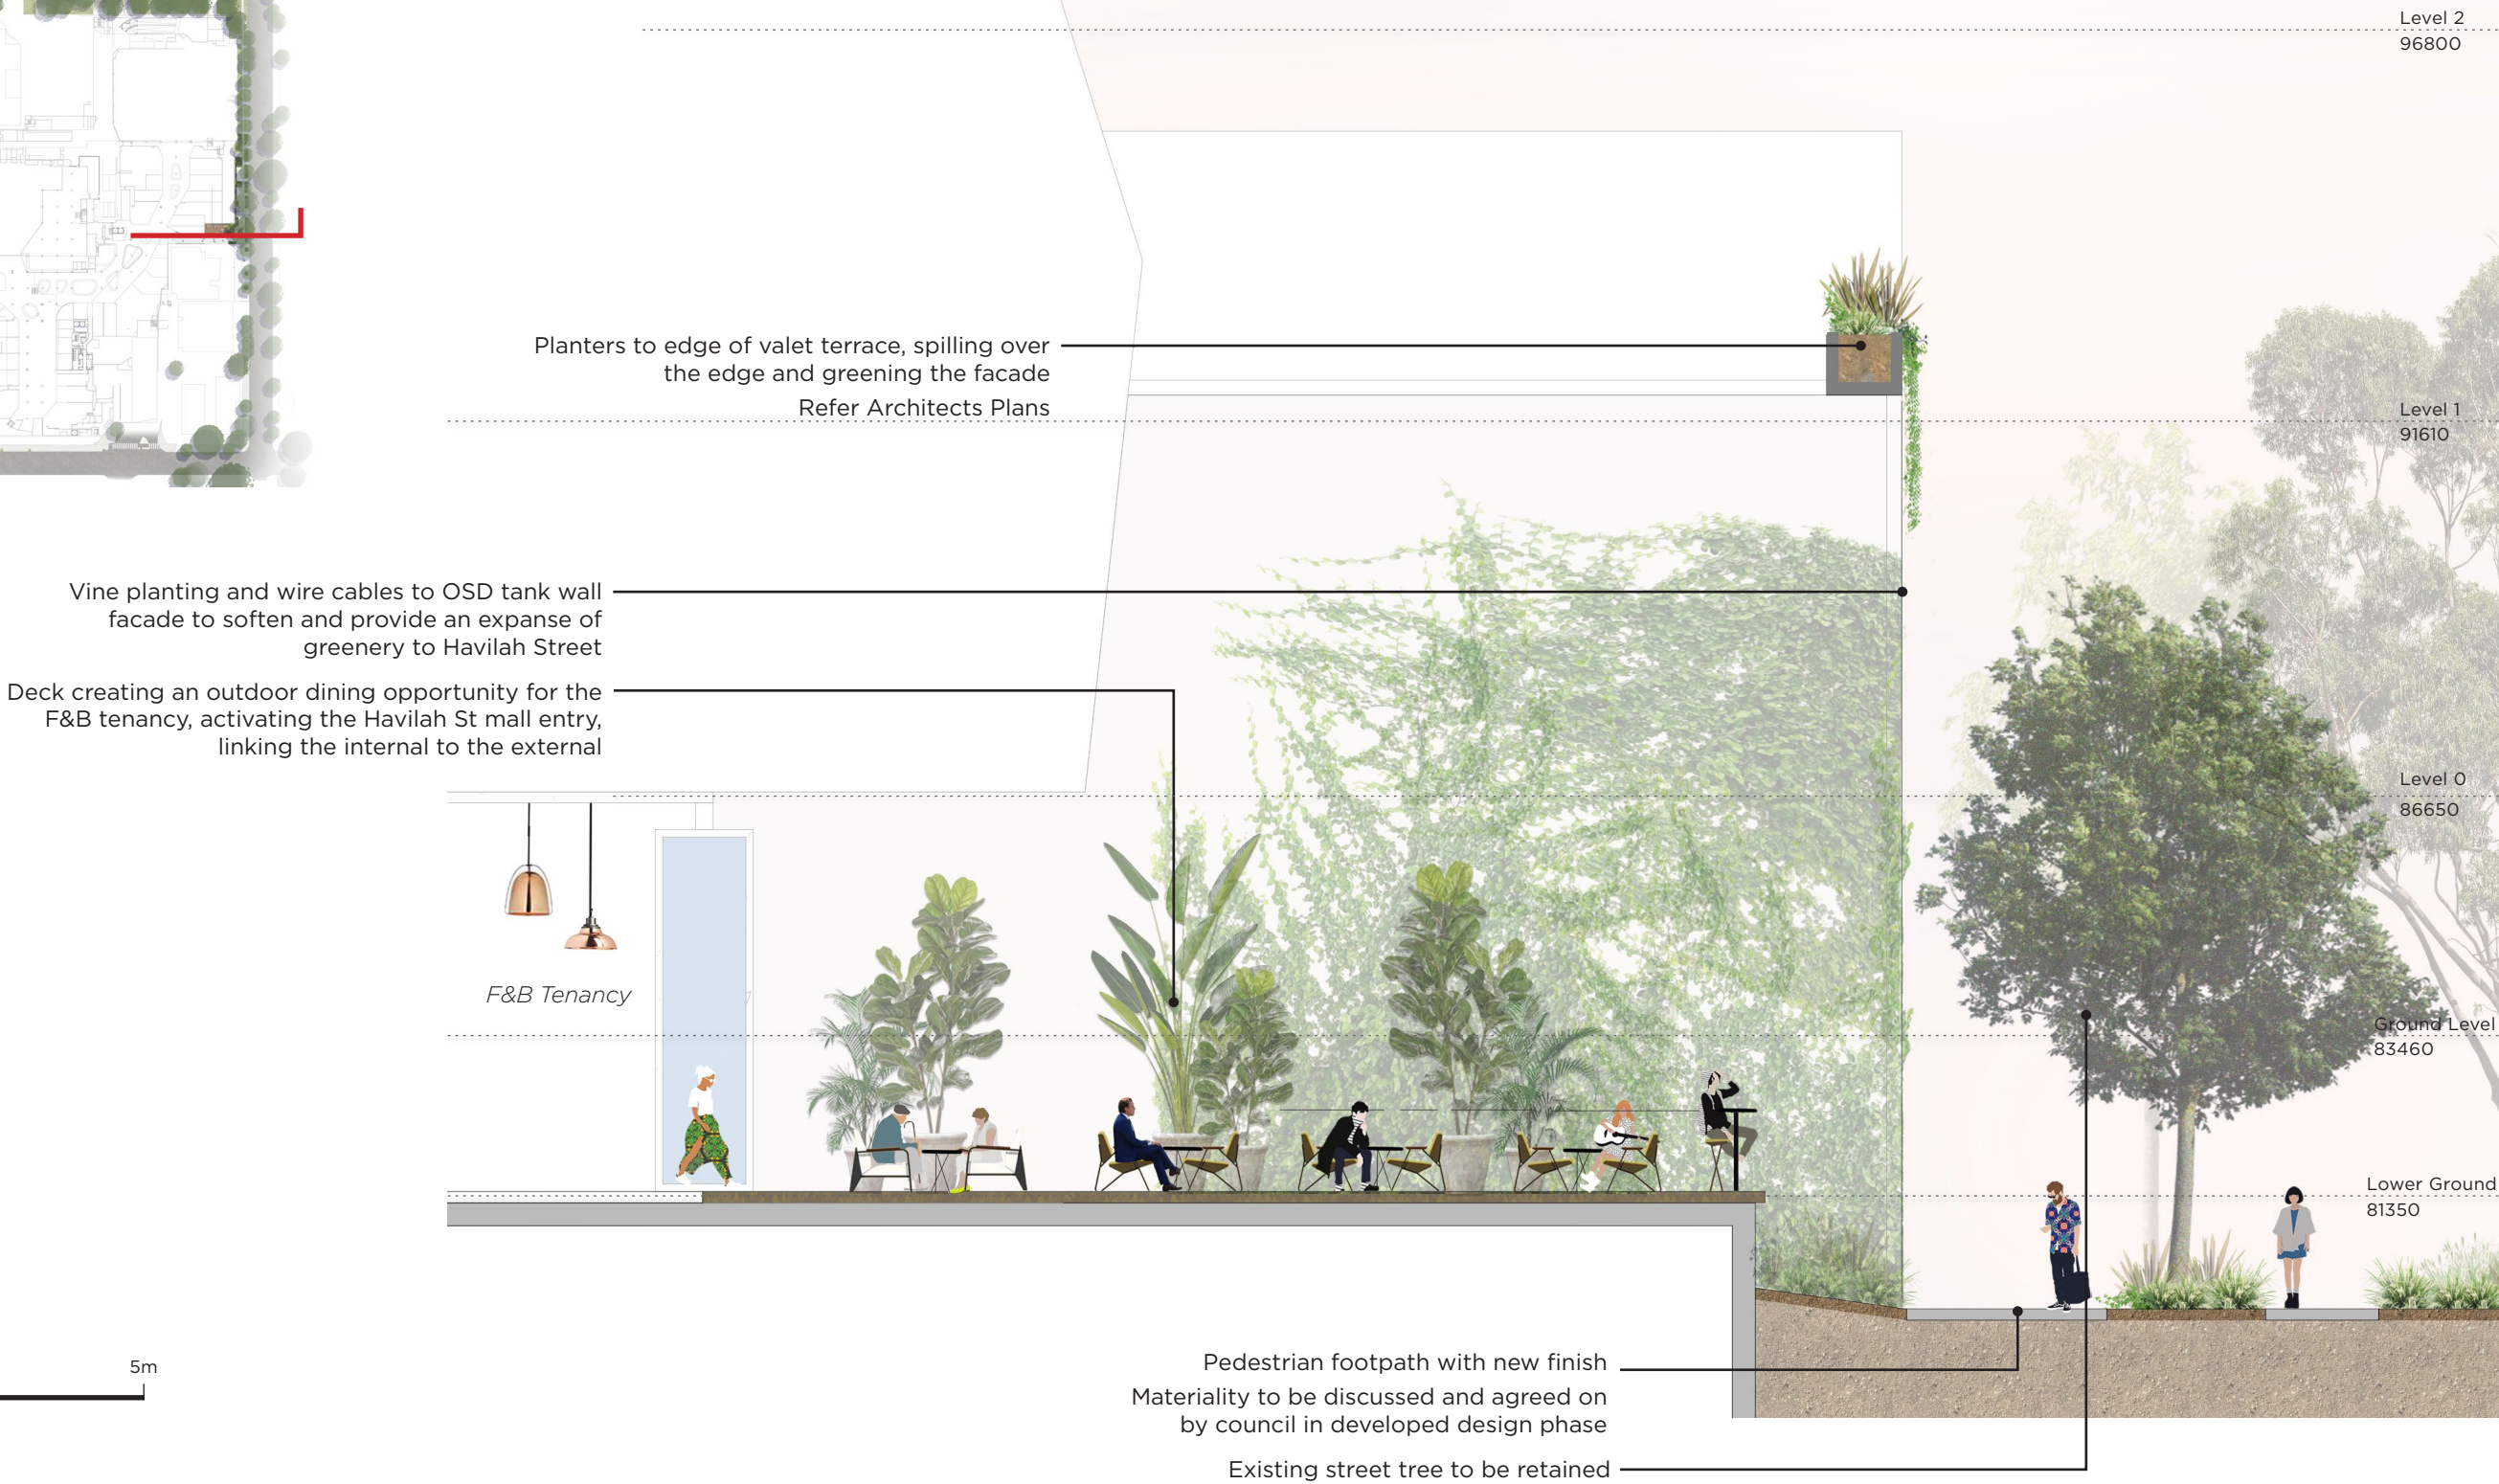 Level 2
96800
Planters to edge of valet terrace, spilling over
the edge and greening the facade
Refer Architects Plans
Level 1
91610
Vine planting and wire cables to OSD tank wall
facade to soften and provide an expanse of
greenery to Havilah Street
Deck creating an outdoor dining opportunity for the
F&B tenancy, activating the Havilah St mall entry,
linking the internal to the external
Level 0
86650
F&B Tenancy
Ground Level
83460
Lower Ground
81350
5m
Pedestrian footpath with new finish
Materiality to be discussed and agreed on
by council in developed design phase
Existing street tree to be retained